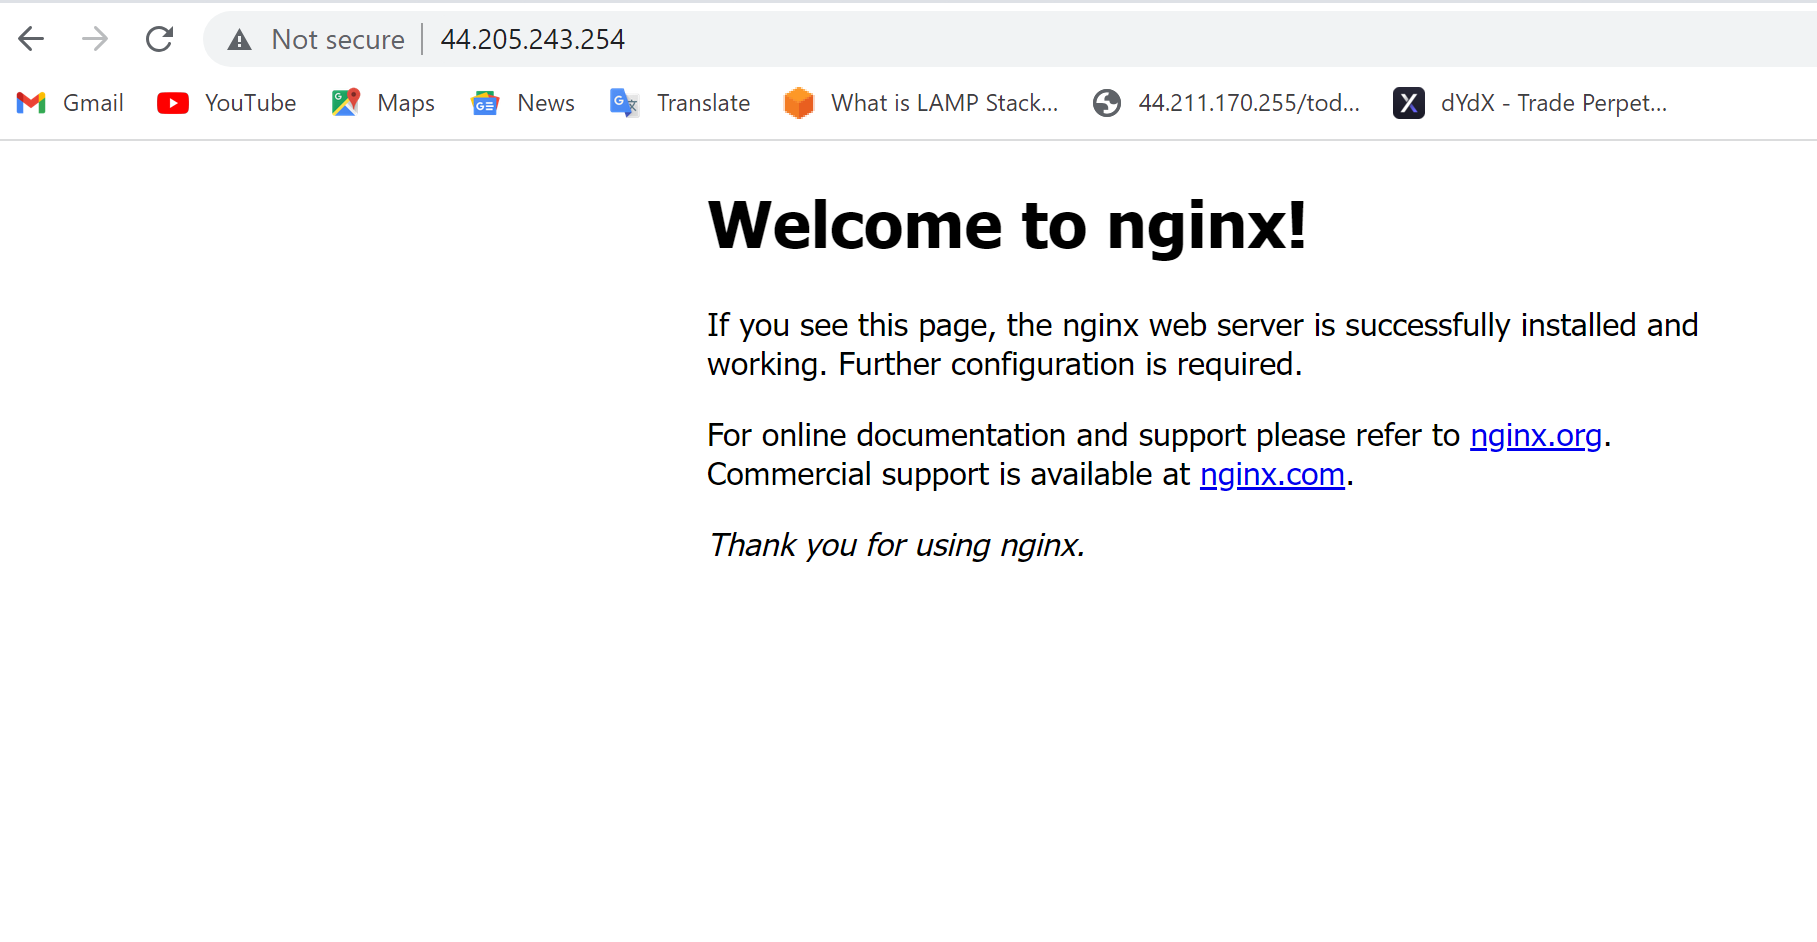 Not secure 44.205.243.254
Gmail YouTube Maps News Translate What is LAMP Stack... 44.211.170.255/tod... dYdX - Trade Perpet...
Welcome to nginx!
If you see this page, the nginx web server is successfully installed and
working. Further configuration is required.
For online documentation and support please refer to nginx.org.
Commercial support is available at nginx.com.
Thank you for using nginx.